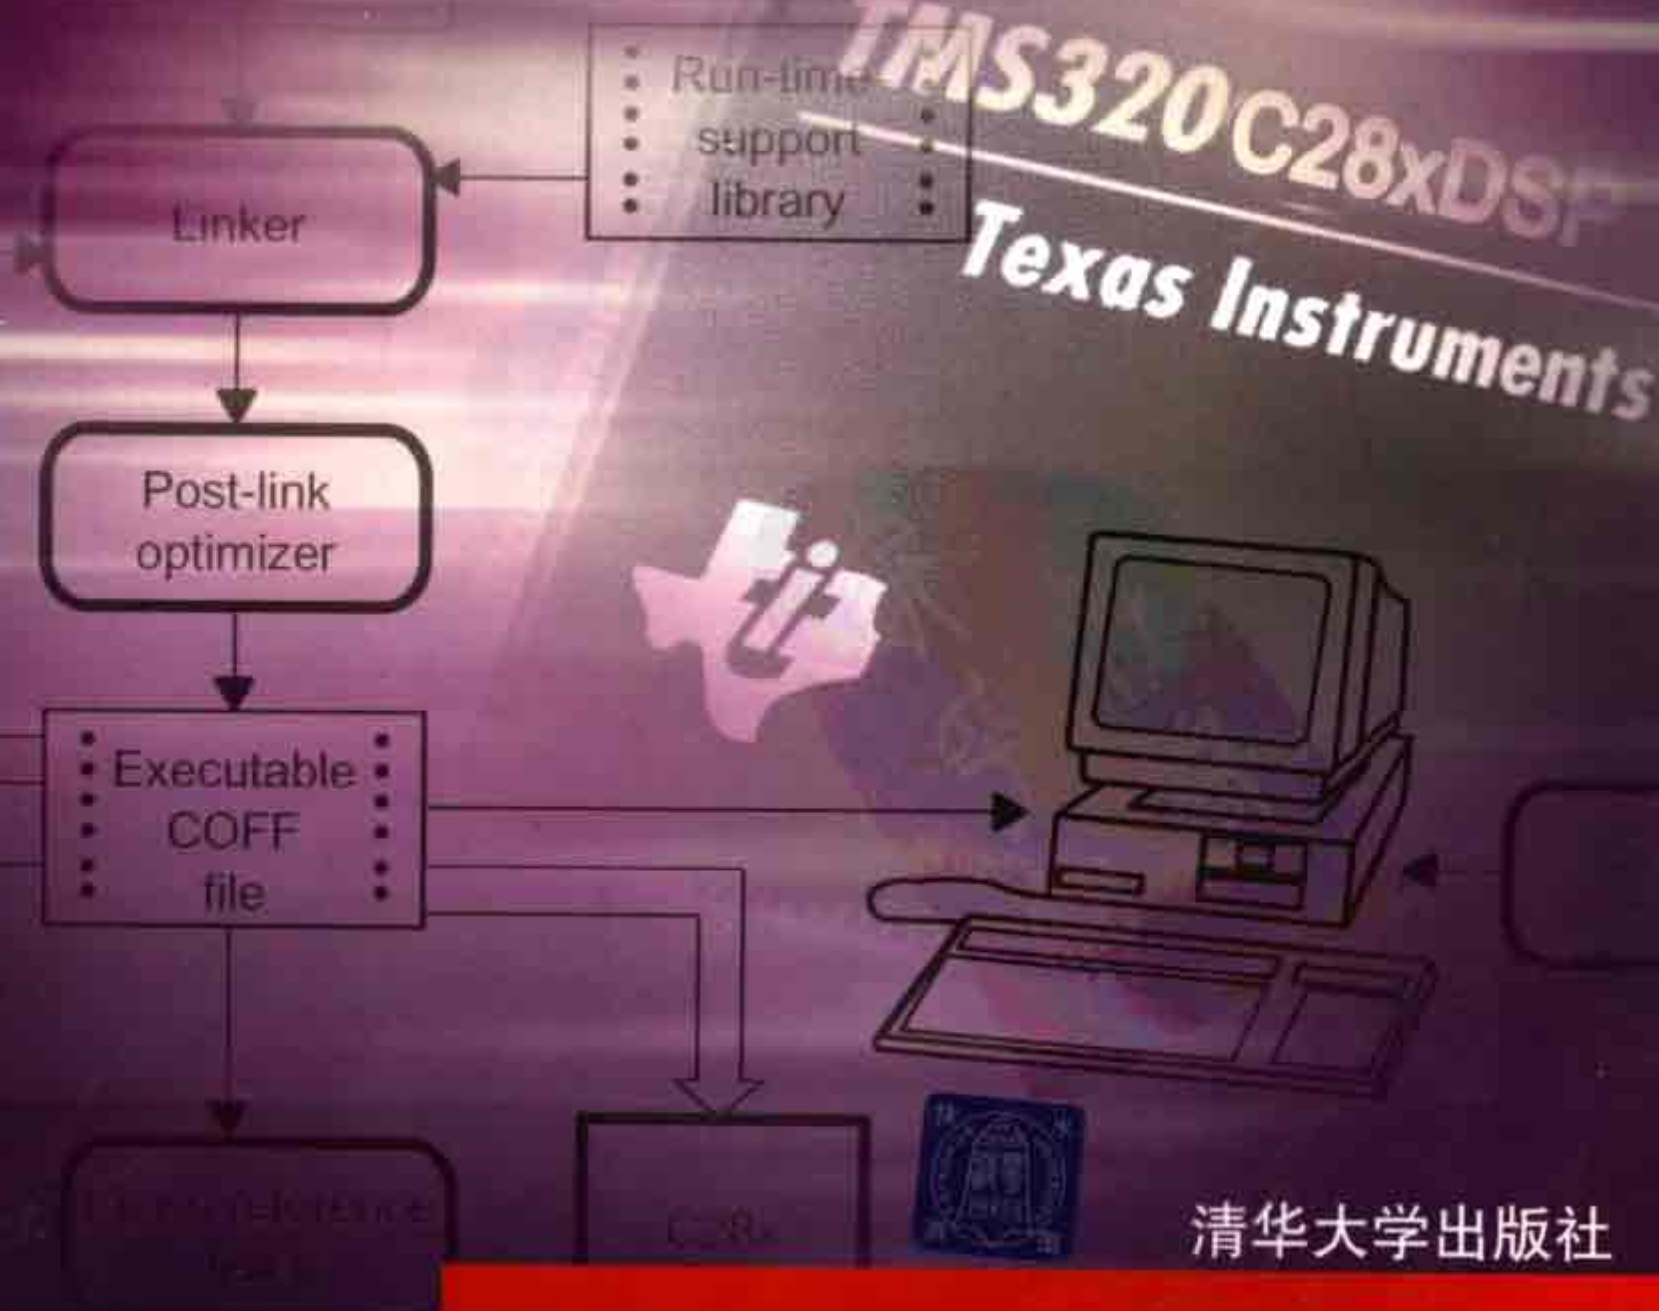 TMS320C28xDSP
Texas Instruments
Run-time
support
library
Linker
Post-link
optimizer
Executable
COFF
file
C28x
清华大学出版社